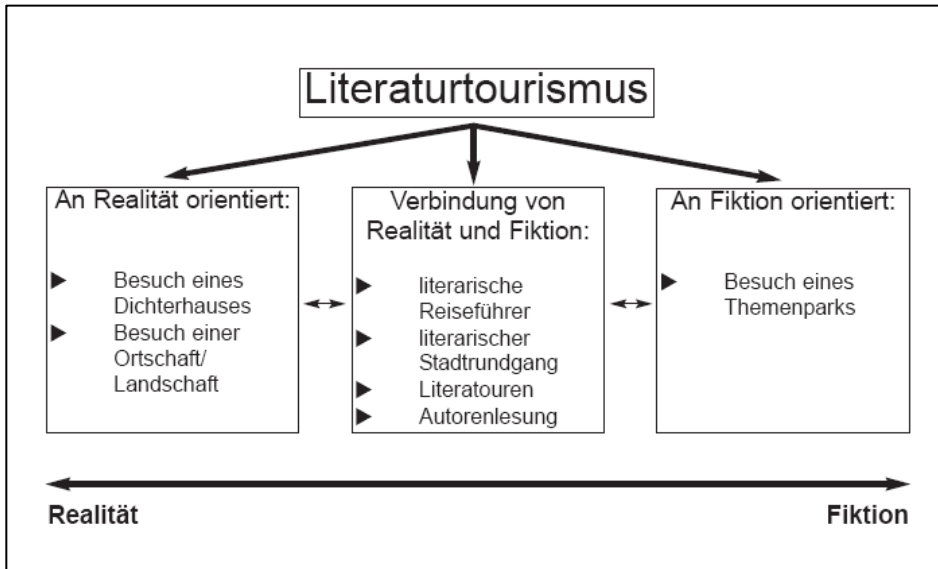 Literaturtourismus
An Realität orientiert:
► Besuch eines
Dichterhauses
► Besuch einer
Ortschaft/
Landschaft
Verbindung von
Realität und Fiktion:
► literarische
Reiseführer
► literarischer
Stadtrundgang
► Literatouren
► Autorenlesung
An Fiktion orientiert:
► Besuch eines
Themenparks
Realität
Fiktion